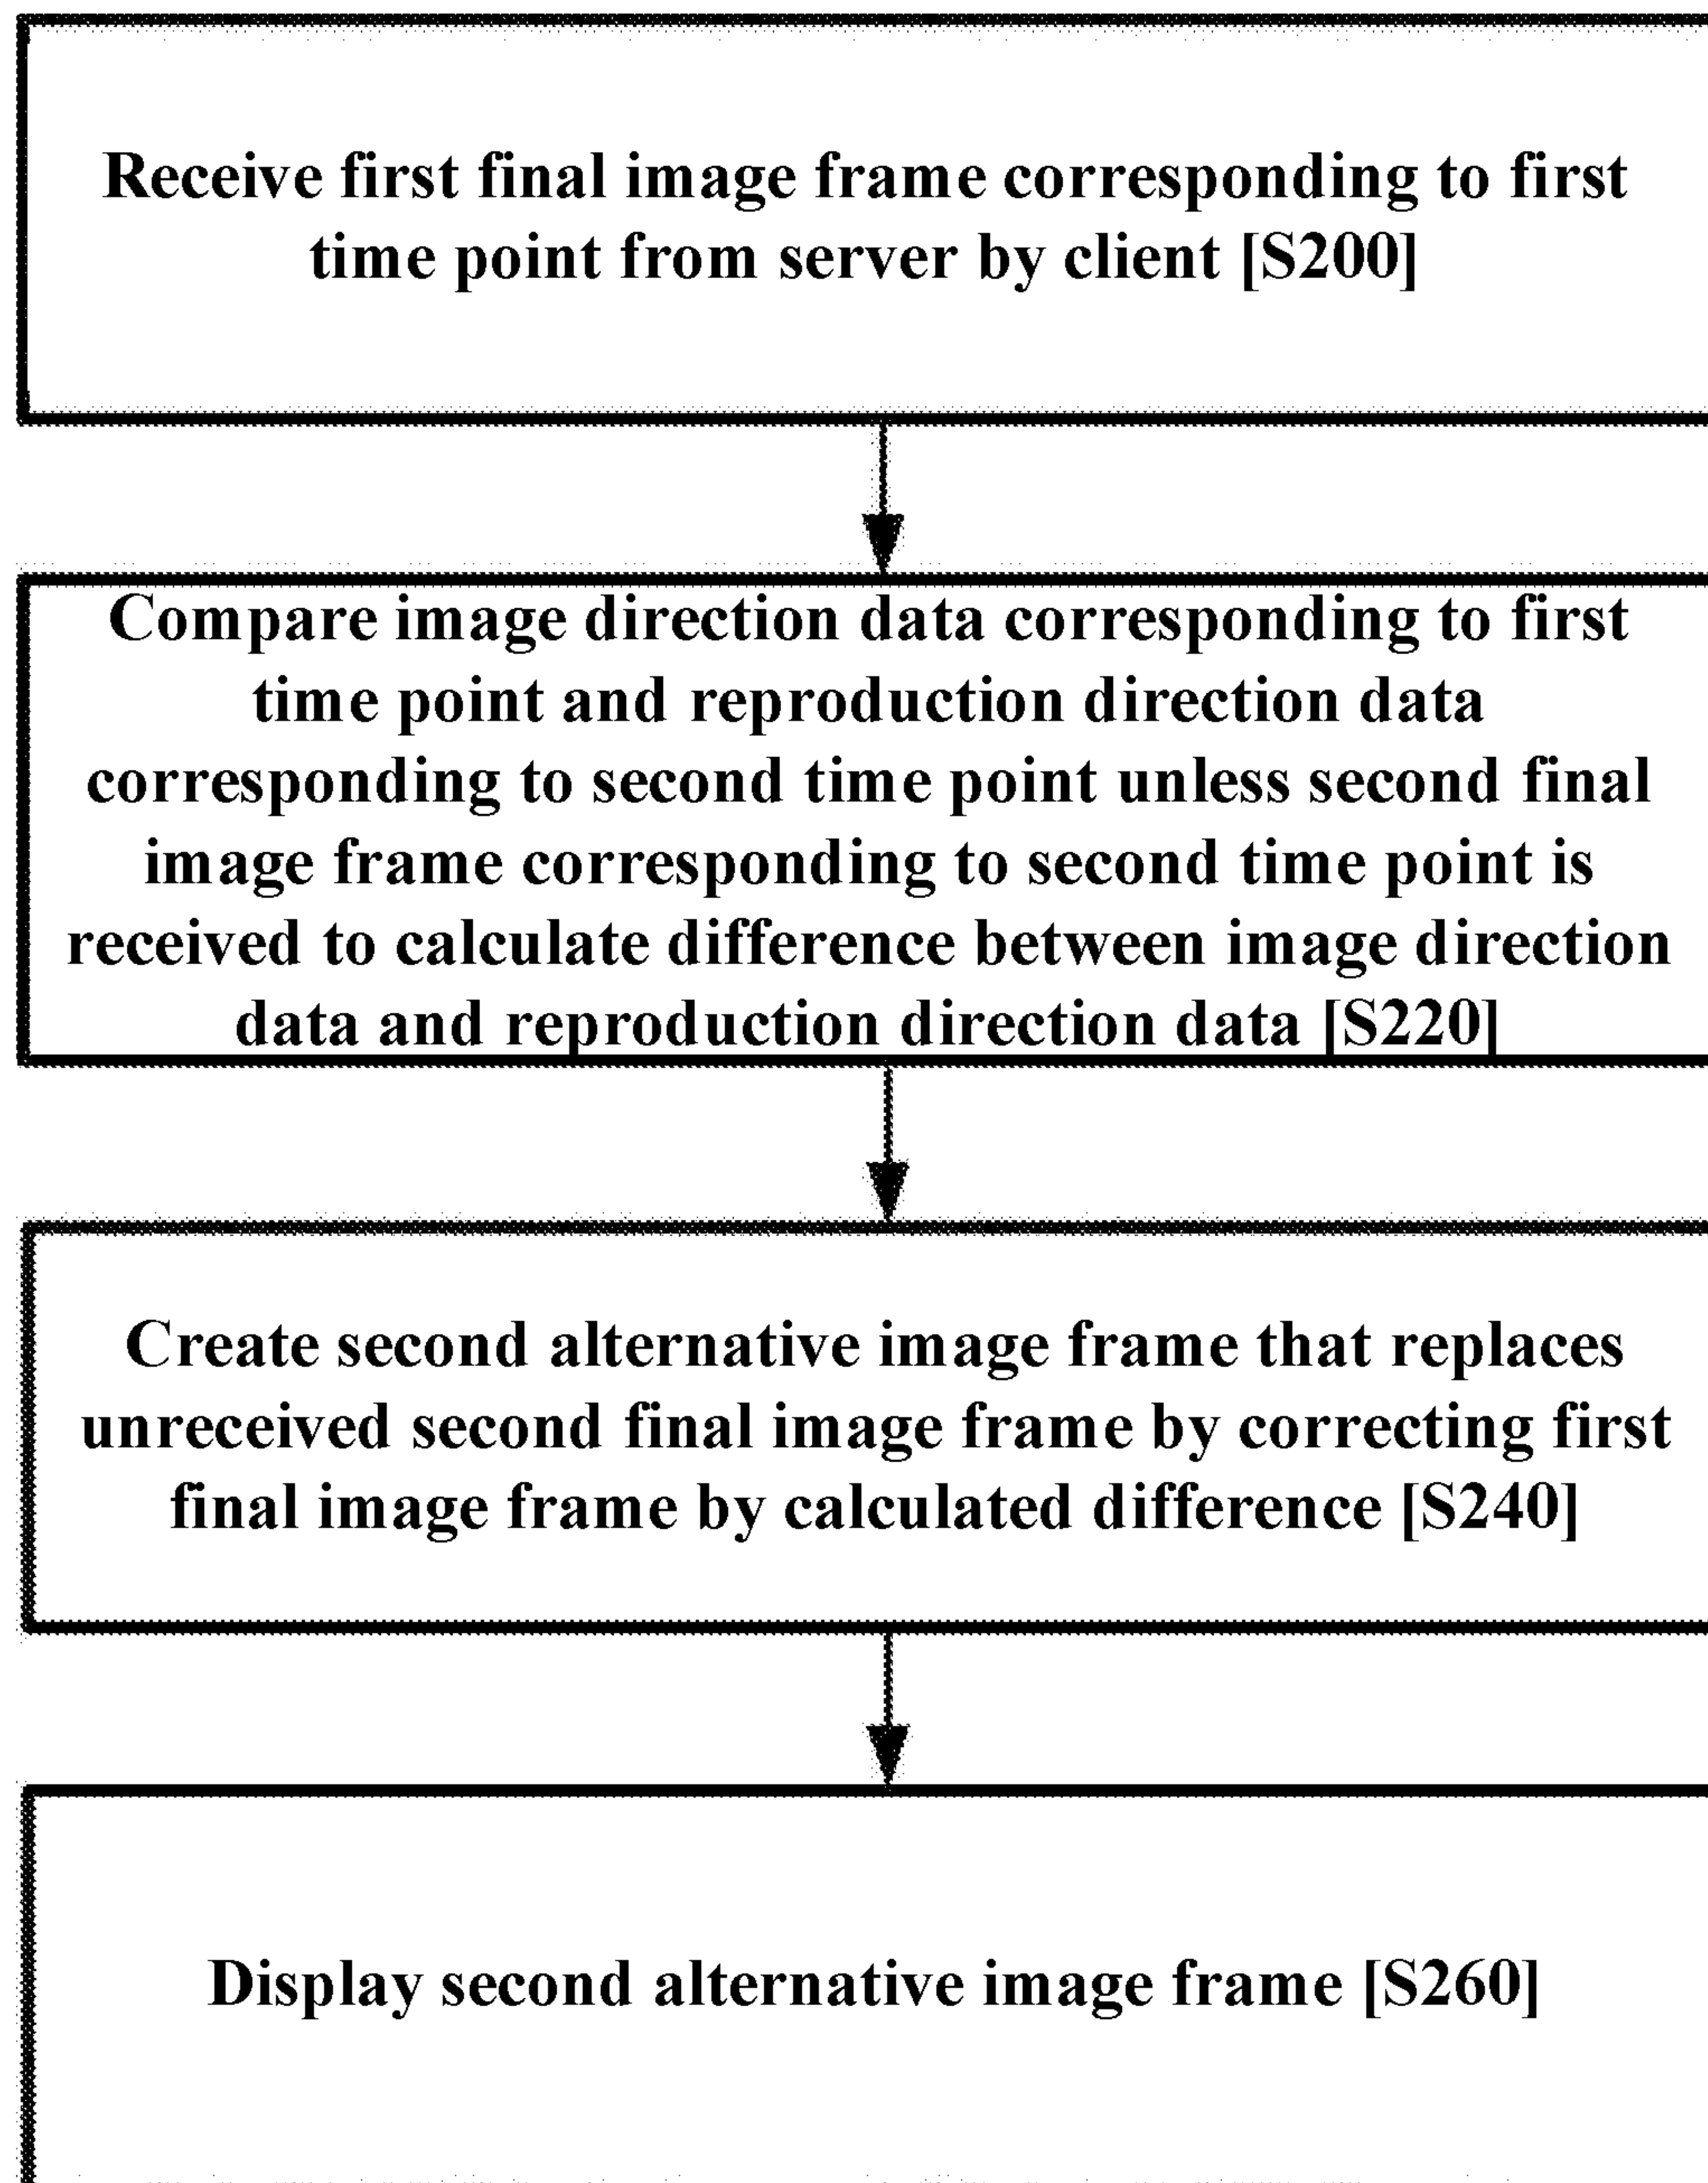 Receive first final image frame corresponding to first
time point from server by client [S200]
Compare image direction data corresponding to first
time point and reproduction direction data
corresponding to second time point unless second final
image frame corresponding to second time point is
received to calculate difference between image direction
data and reproduction direction data [S220]
Create second alternative image frame that replaces
unreceived second final image frame by correcting first
final image frame by calculated difference [S240]
Display second alternative image frame [S260]